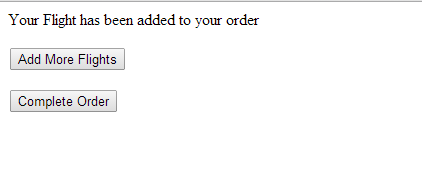 Your Flight has been added to your order
Add More Flights
Complete Order